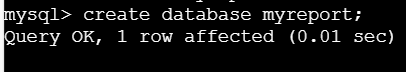 mysql> create database myreport;
Query OK, 1 row affected (0.01 sec)